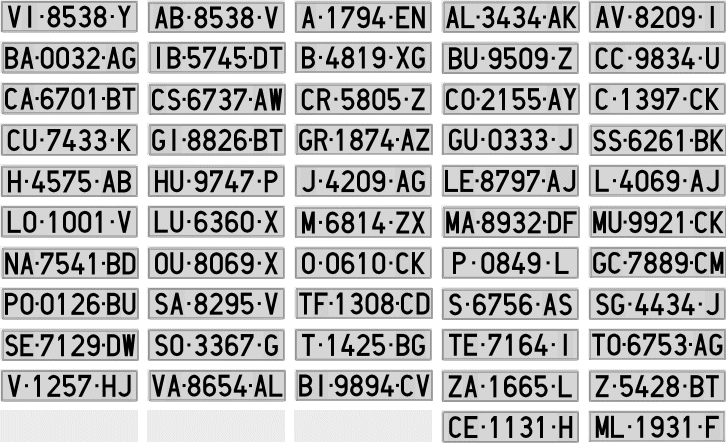 VI·8538·Y AB·8538·V A·1794·EN AL·3434·AK AV·8209·I
BA·0032·AG IB·5745·DT B·4819·XG BU·9509·Z CC·9834·U
CA·6701·BT CS·6737·AW CR·5805·Z CO·2155·AY C·1397·CK
CU·7433·K GI·8826·BT GR·1874·AZ GU·0333·J SS·6261·BK
H·4575·AB HU·9747·P J·4209·AG LE·8797·AJ L·4069·AJ
LO·1001·V LU·6360·X M·6814·ZX MA·8932·DF MU·9921·CK
NA·7541·BD OU·8069·X O·0610·CK P·0849·L GC·7889·CM
PO·0126·BU SA·8295·V TF·1308·CD S·6756·AS SG·4434·J
SE·7129·DW SO·3367·G T·1425·BG TE·7164·I TO·6753·AG
V·1257·HJ VA·8654·AL BI·9894·CV ZA·1665·L Z·5428·BT
CE·1131·H ML·1931·F